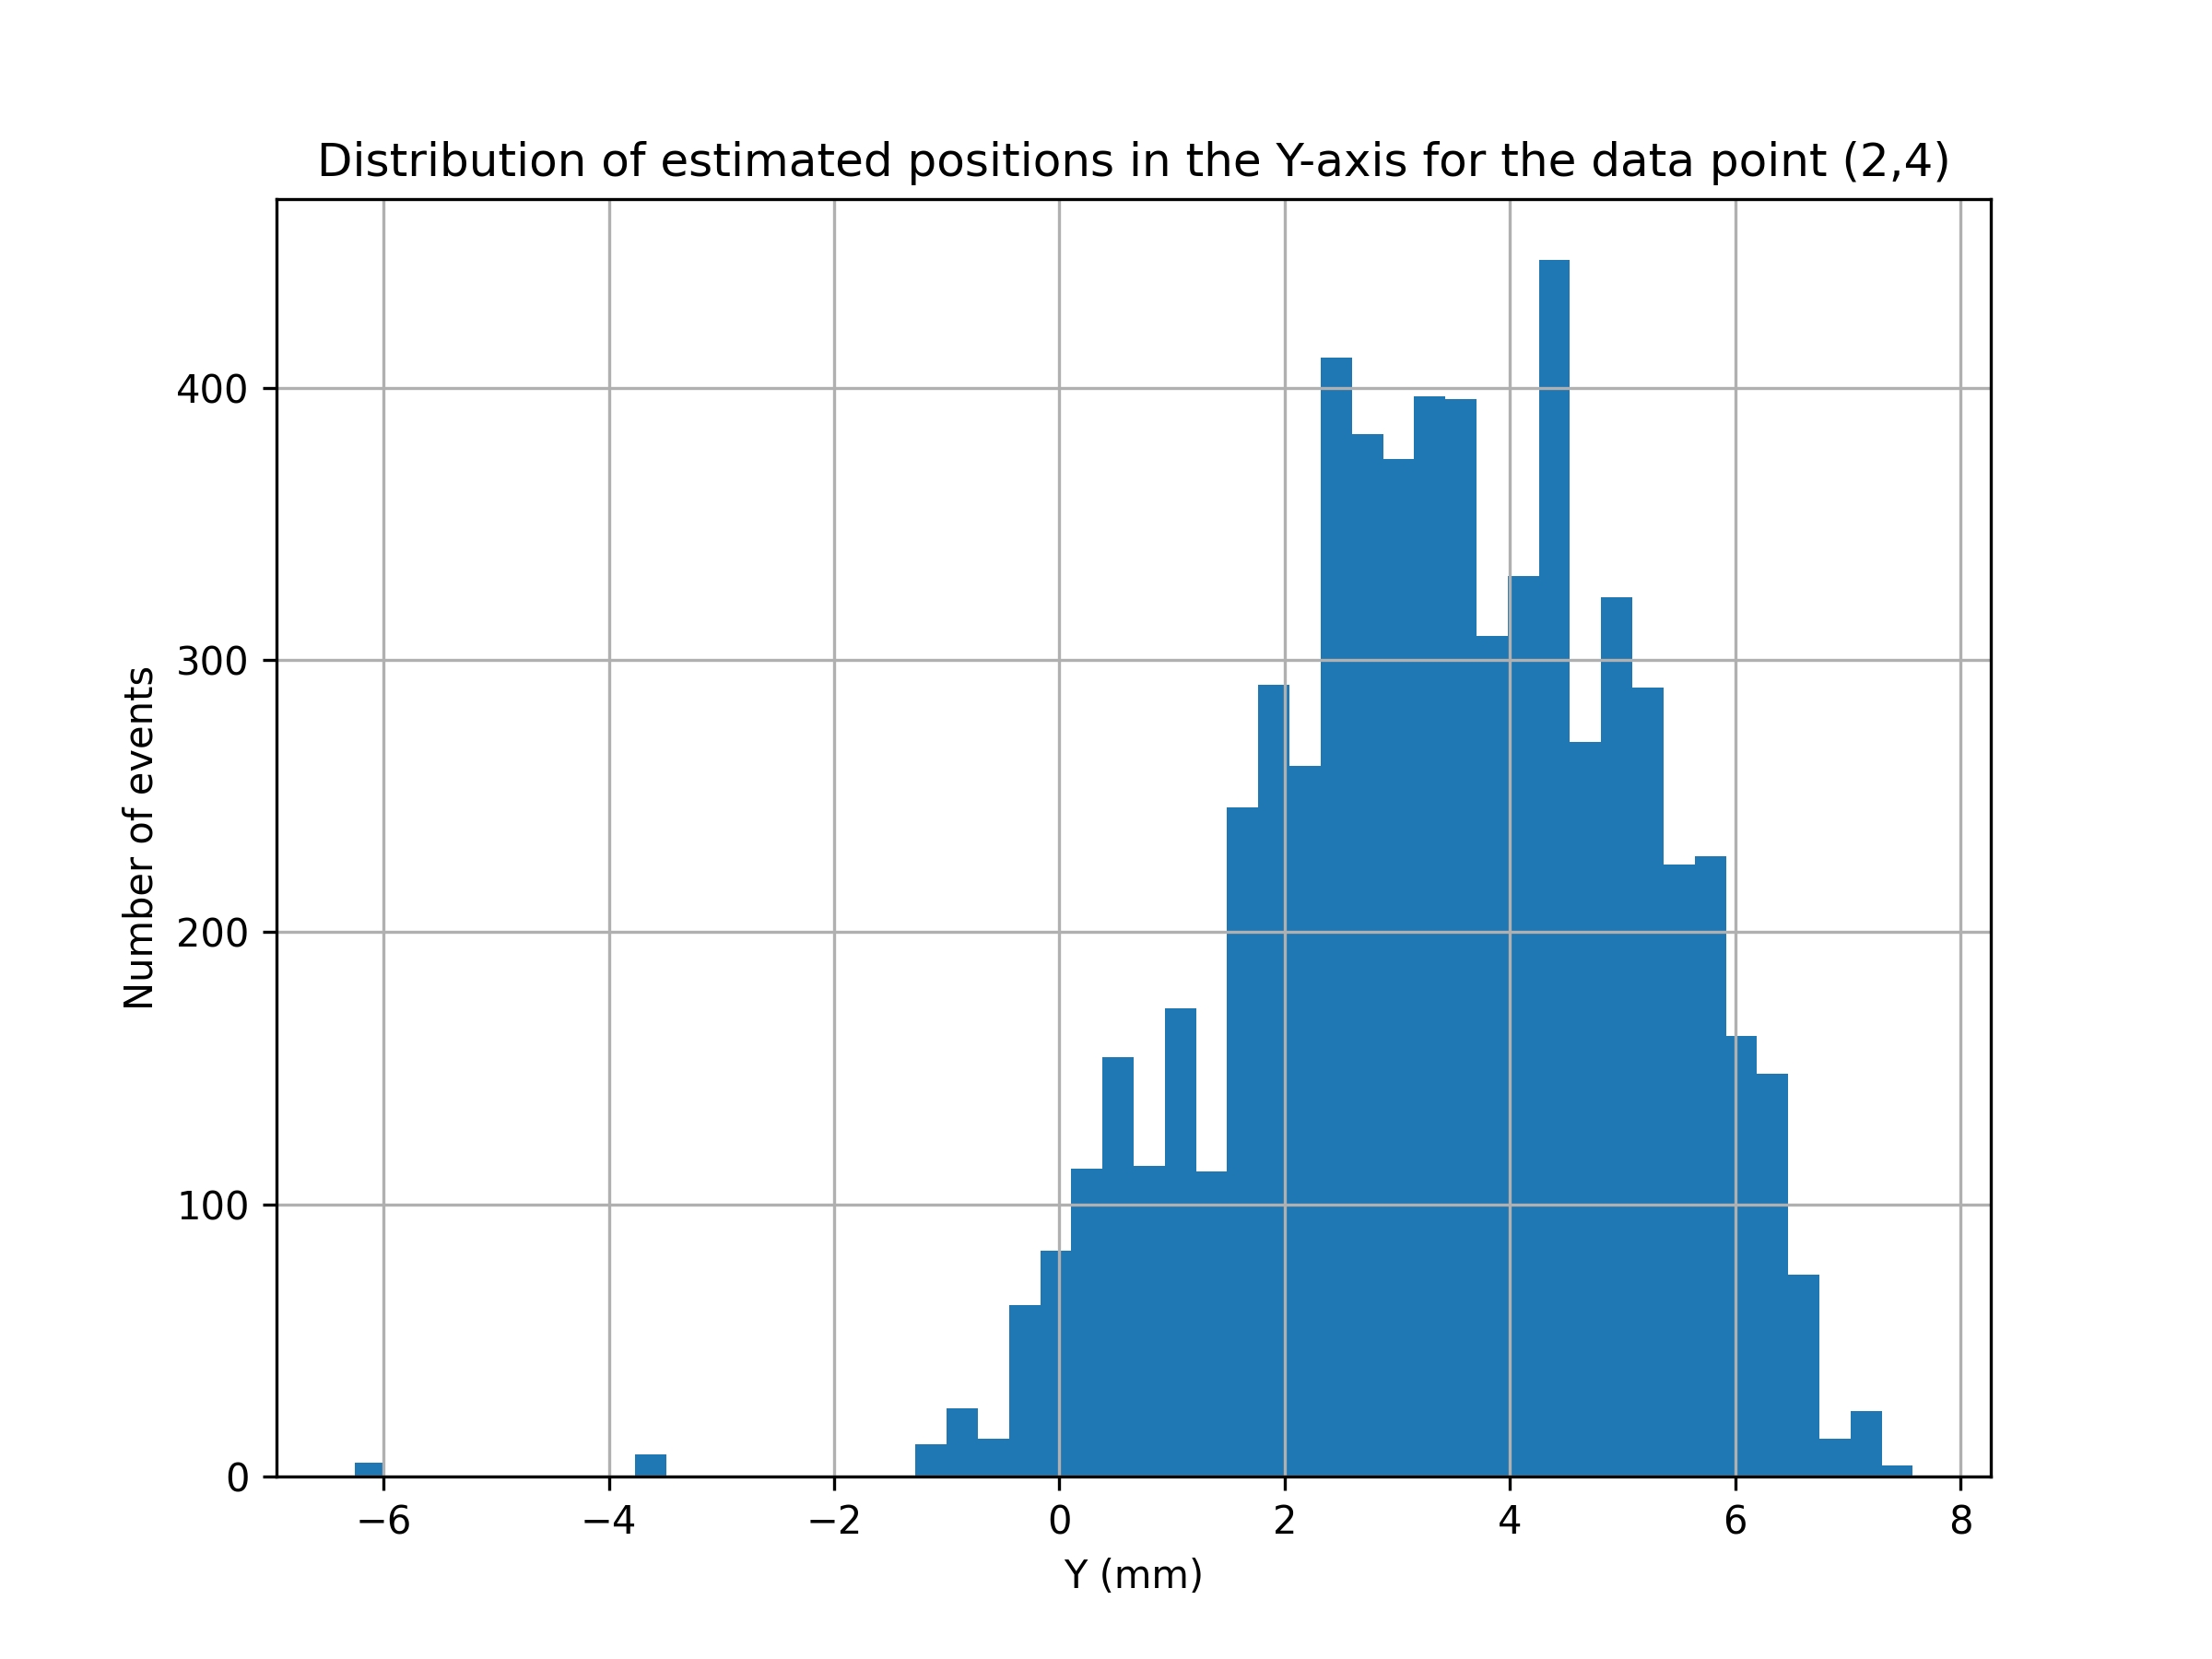 Distribution of estimated positions in the Y-axis for the data point (2,4)
Number of events
400
300
200
100
0
−6 −4 −2 0 2 4 6 8
Y (mm)